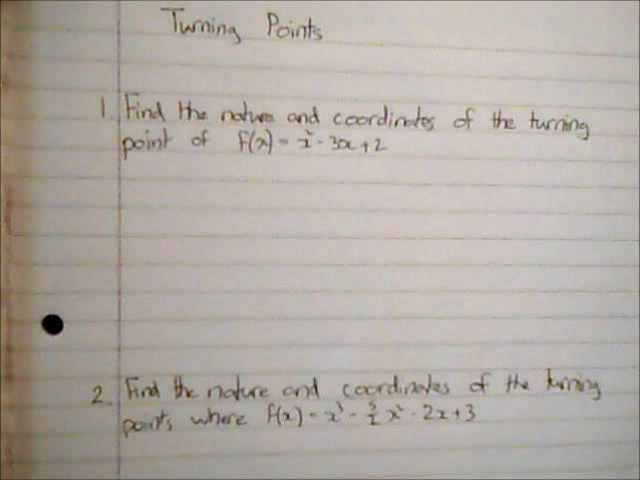 Turning Points
1. Find the nature and coordinates of the turning
point of f(x) = x² - 3x + 2
2. Find the nature and coordinates of the turning
points where f(x) = x³ - 5/2 x² - 2x + 3